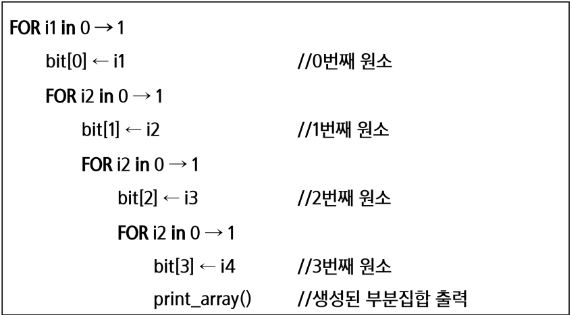 FOR i1 in 0 → 1
bit[0] ← i1 //0번째 원소
FOR i2 in 0 → 1
bit[1] ← i2 //1번째 원소
FOR i2 in 0 → 1
bit[2] ← i3 //2번째 원소
FOR i2 in 0 → 1
bit[3] ← i4 //3번째 원소
print_array() //생성된 부분집합 출력